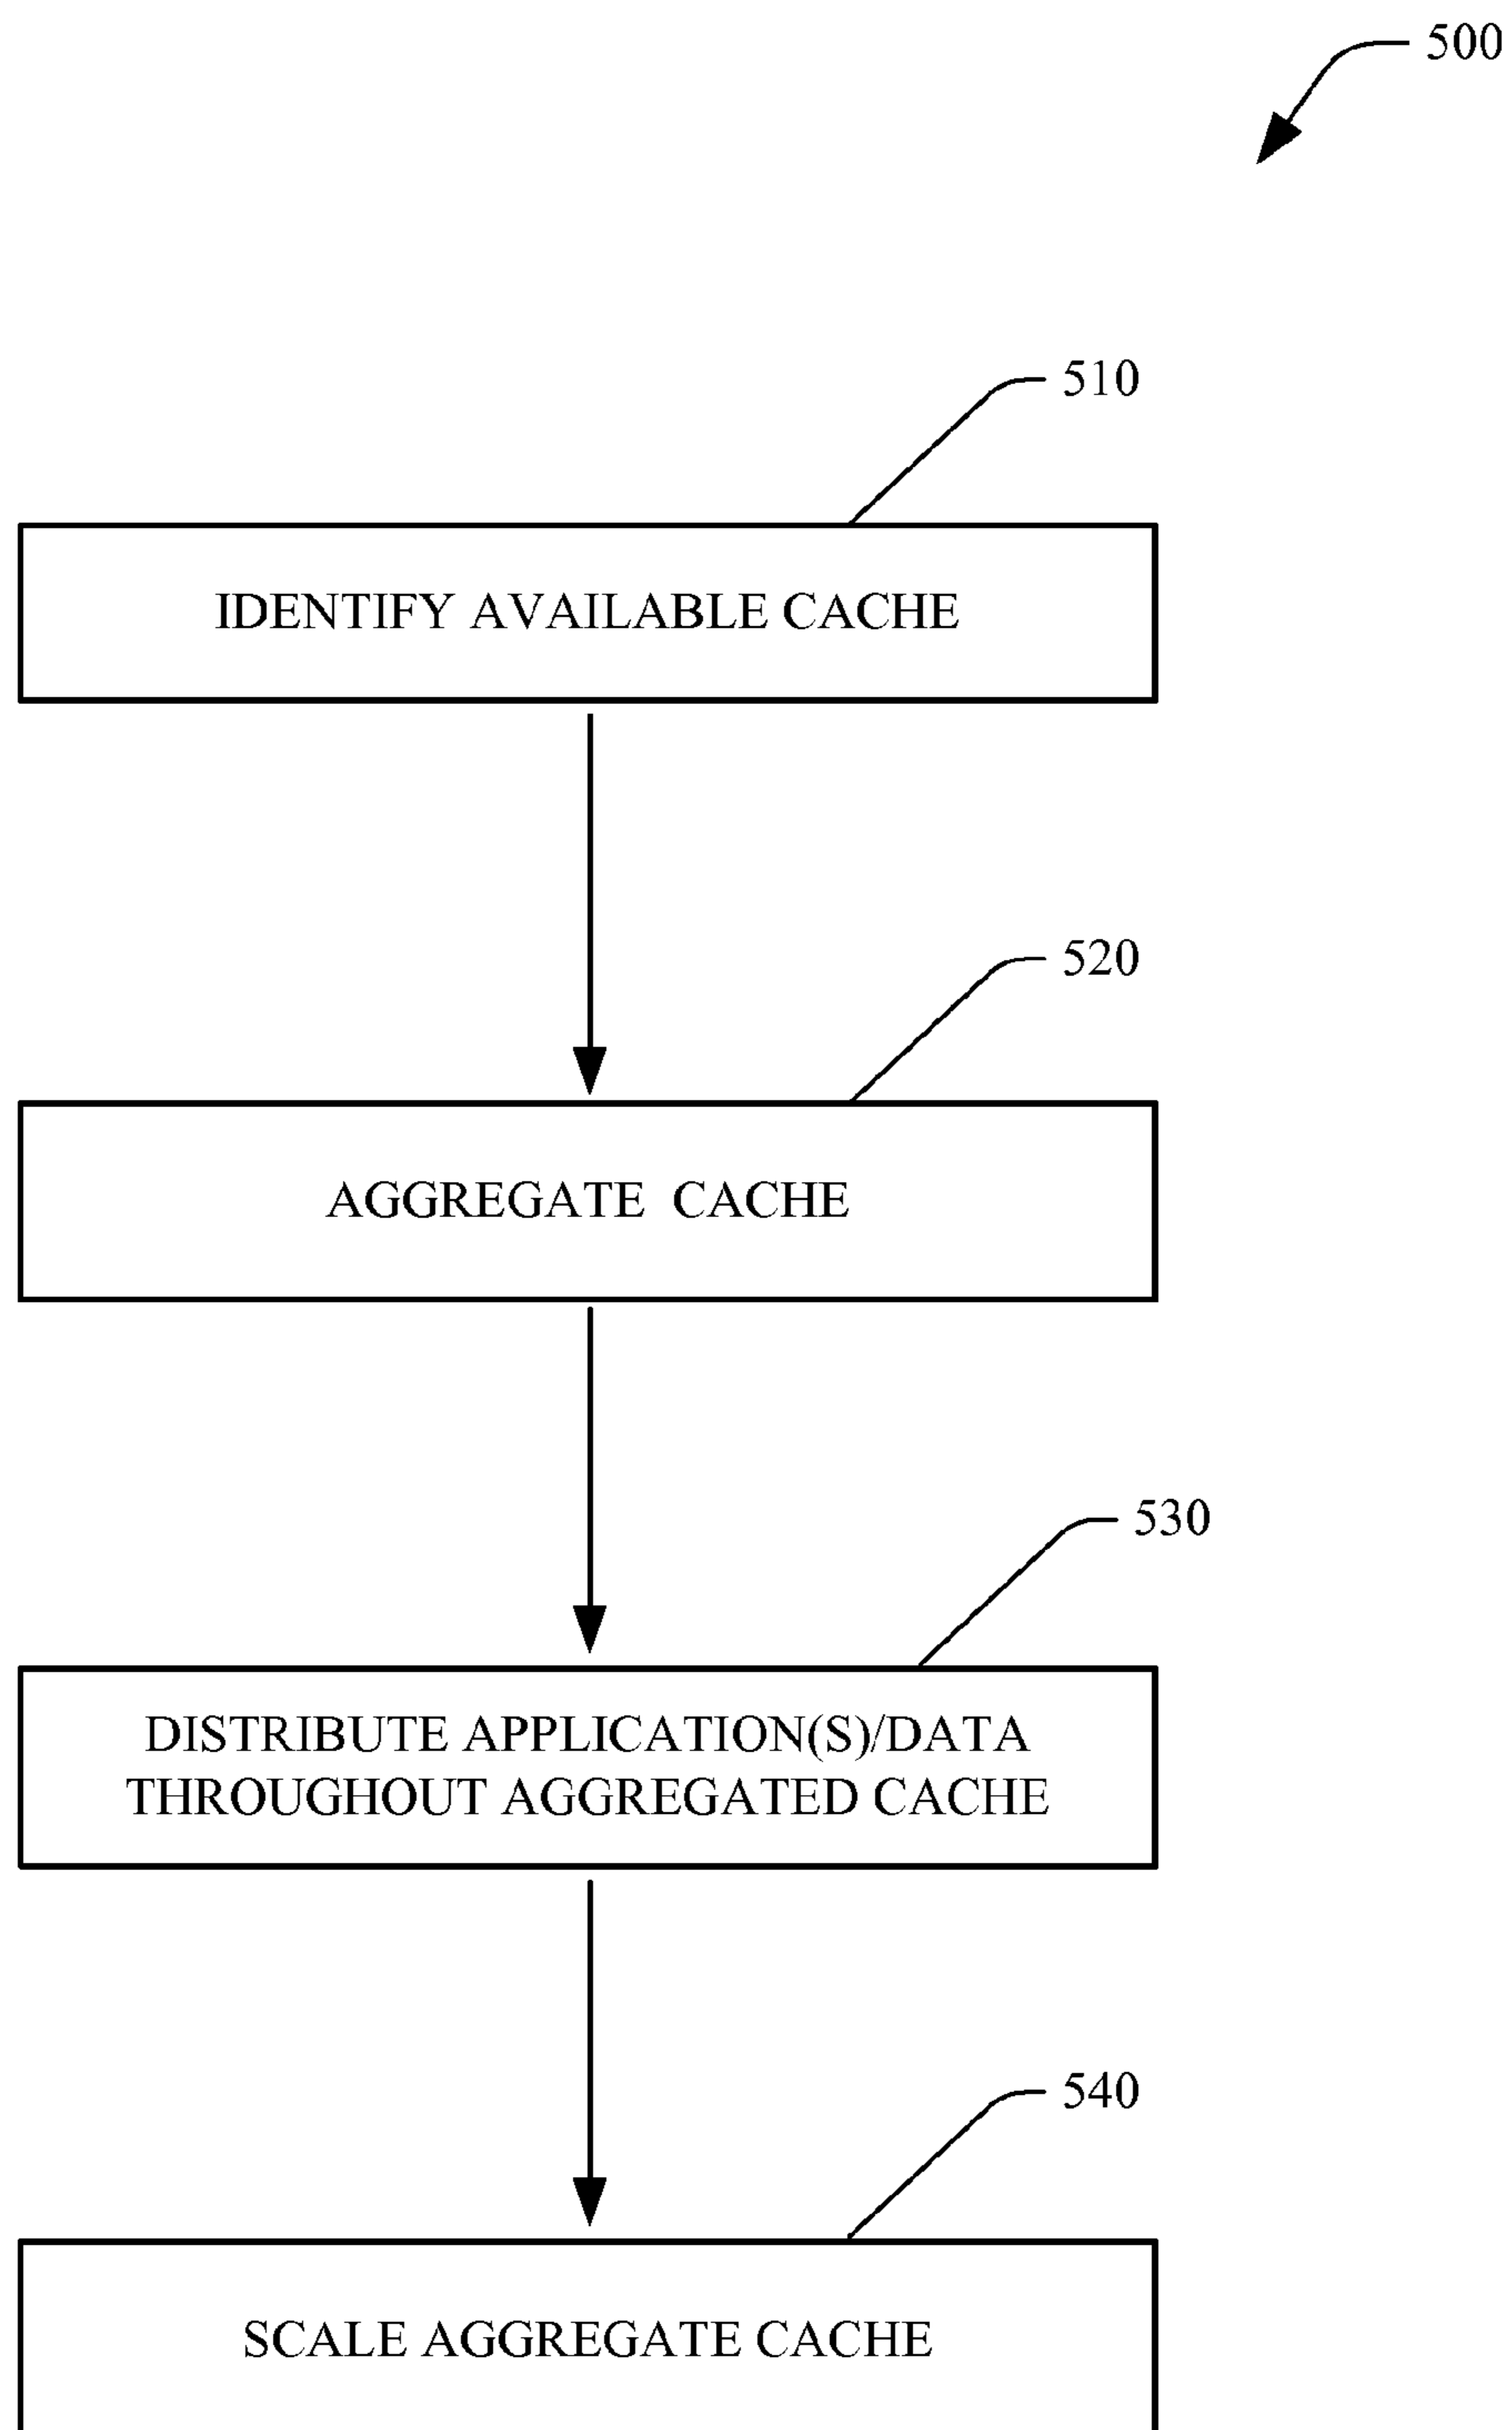 500
510
IDENTIFY AVAILABLE CACHE
520
AGGREGATE CACHE
530
DISTRIBUTE APPLICATION(S)/DATA
THROUGHOUT AGGREGATED CACHE
540
SCALE AGGREGATE CACHE